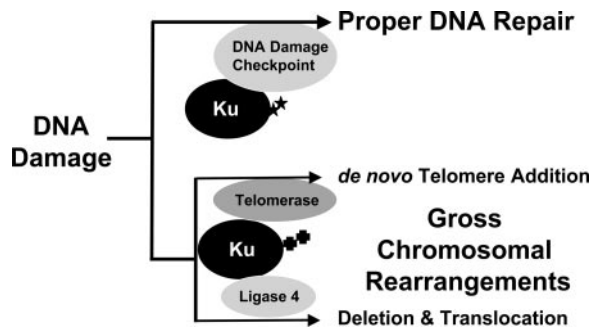 Proper DNA Repair
DNA Damage
Checkpoint
Ku
DNA
Damage
de novo Telomere Addition
Telomerase
Ku
Gross
Chromosomal
Rearrangements
Ligase 4
Deletion & Translocation